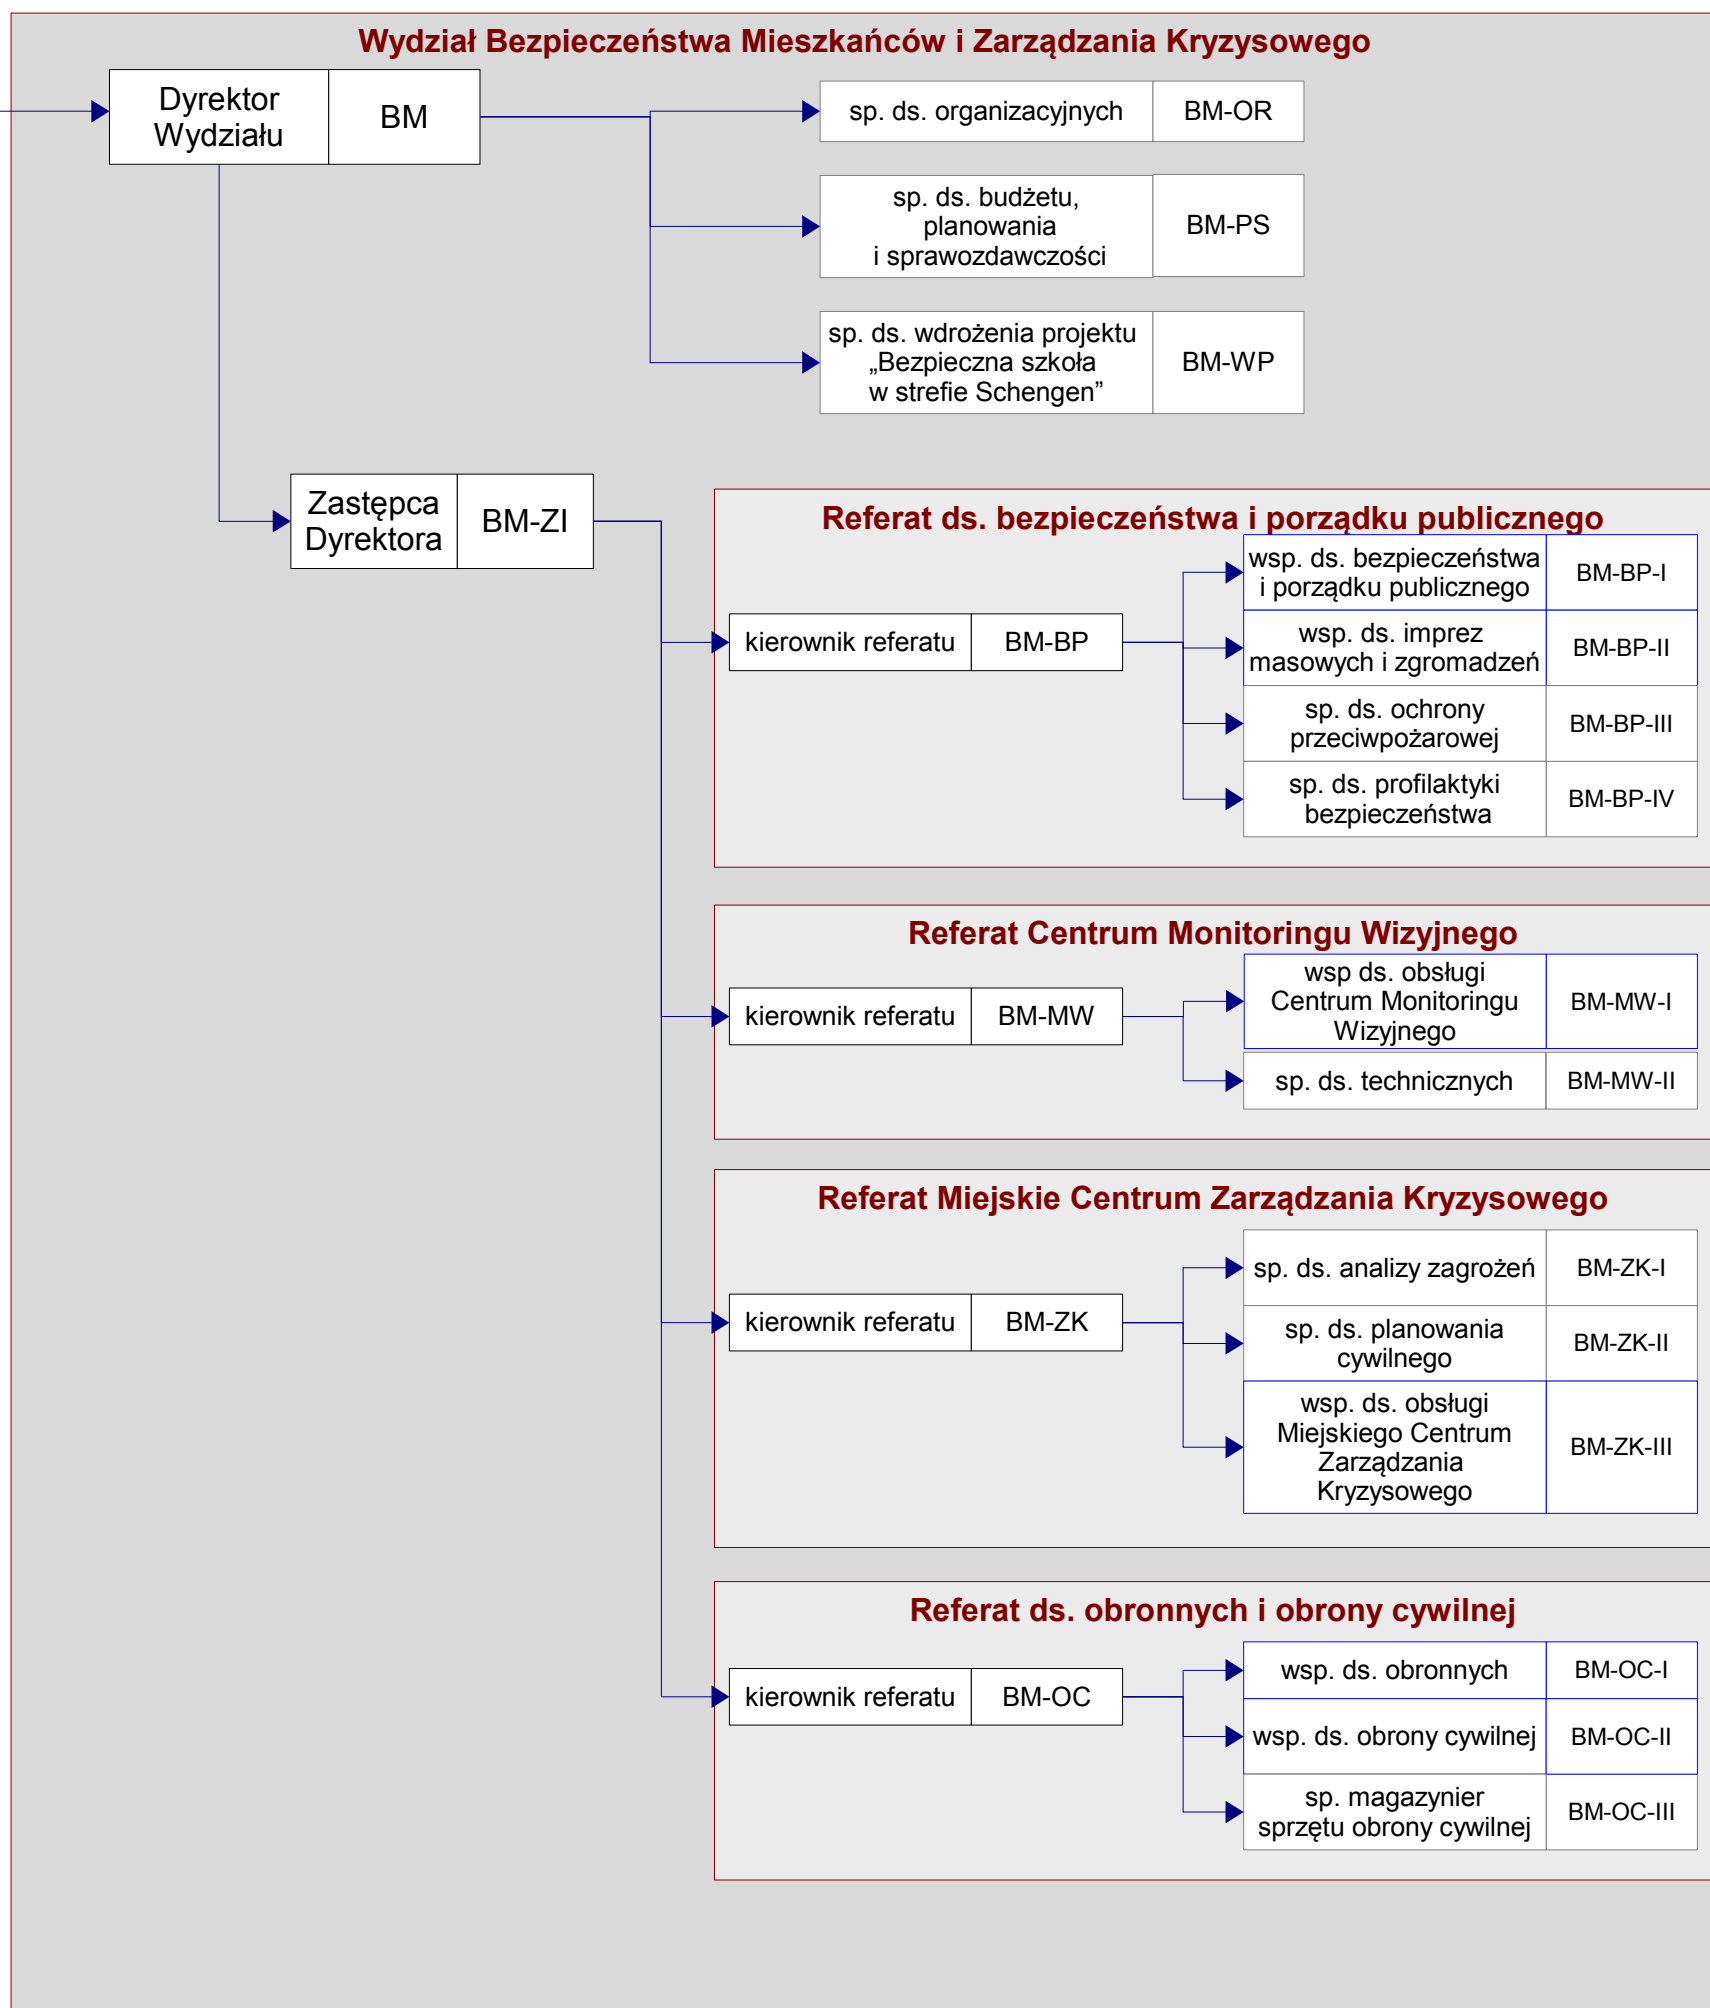 Wydział Bezpieczeństwa Mieszkańców i Zarządzania Kryzysowego
Dyrektor
Wydziału
BM
sp. ds. organizacyjnych
BM-OR
sp. ds. budżetu,
planowania
i sprawozdawczości
BM-PS
sp. ds. wdrożenia projektu
„Bezpieczna szkoła
w strefie Schengen”
BM-WP
Zastępca
Dyrektora
BM-ZI
Referat ds. bezpieczeństwa i porządku publicznego
kierownik referatu
BM-BP
wsp. ds. bezpieczeństwa
i porządku publicznego
BM-BP-I
wsp. ds. imprez
masowych i zgromadzeń
BM-BP-II
sp. ds. ochrony
przeciwpożarowej
BM-BP-III
sp. ds. profilaktyki
bezpieczeństwa
BM-BP-IV
Referat Centrum Monitoringu Wizyjnego
kierownik referatu
BM-MW
wsp ds. obsługi
Centrum Monitoringu
Wizyjnego
BM-MW-I
sp. ds. technicznych
BM-MW-II
Referat Miejskie Centrum Zarządzania Kryzysowego
kierownik referatu
BM-ZK
sp. ds. analizy zagrożeń
BM-ZK-I
sp. ds. planowania
cywilnego
BM-ZK-II
wsp. ds. obsługi
Miejskiego Centrum
Zarządzania
Kryzysowego
BM-ZK-III
Referat ds. obronnych i obrony cywilnej
kierownik referatu
BM-OC
wsp. ds. obronnych
BM-OC-I
wsp. ds. obrony cywilnej
BM-OC-II
sp. magazynier
sprzętu obrony cywilnej
BM-OC-III